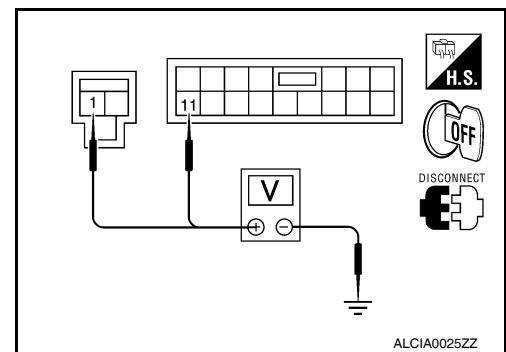 1
11
H.S.
OFF
DISCONNECT
V
+ −
ALCIA0025ZZ